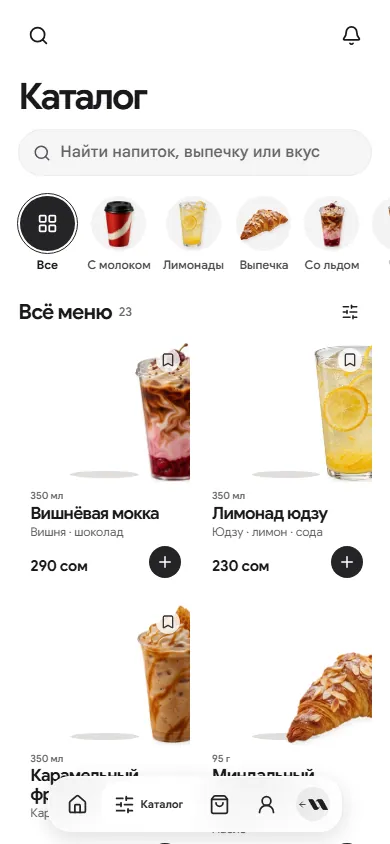 Каталог
Найти напиток, выпечку или вкус
Все
С молоком
Лимонады
Выпечка
Со льдом
Всё меню 23
350 мл
Вишнёвая мокка
Вишня · шоколад
290 сом
350 мл
Лимонад юдзу
Юдзу · лимон · сода
230 сом
350 мл
Карамельный
95 г
Миндальный
Каталог